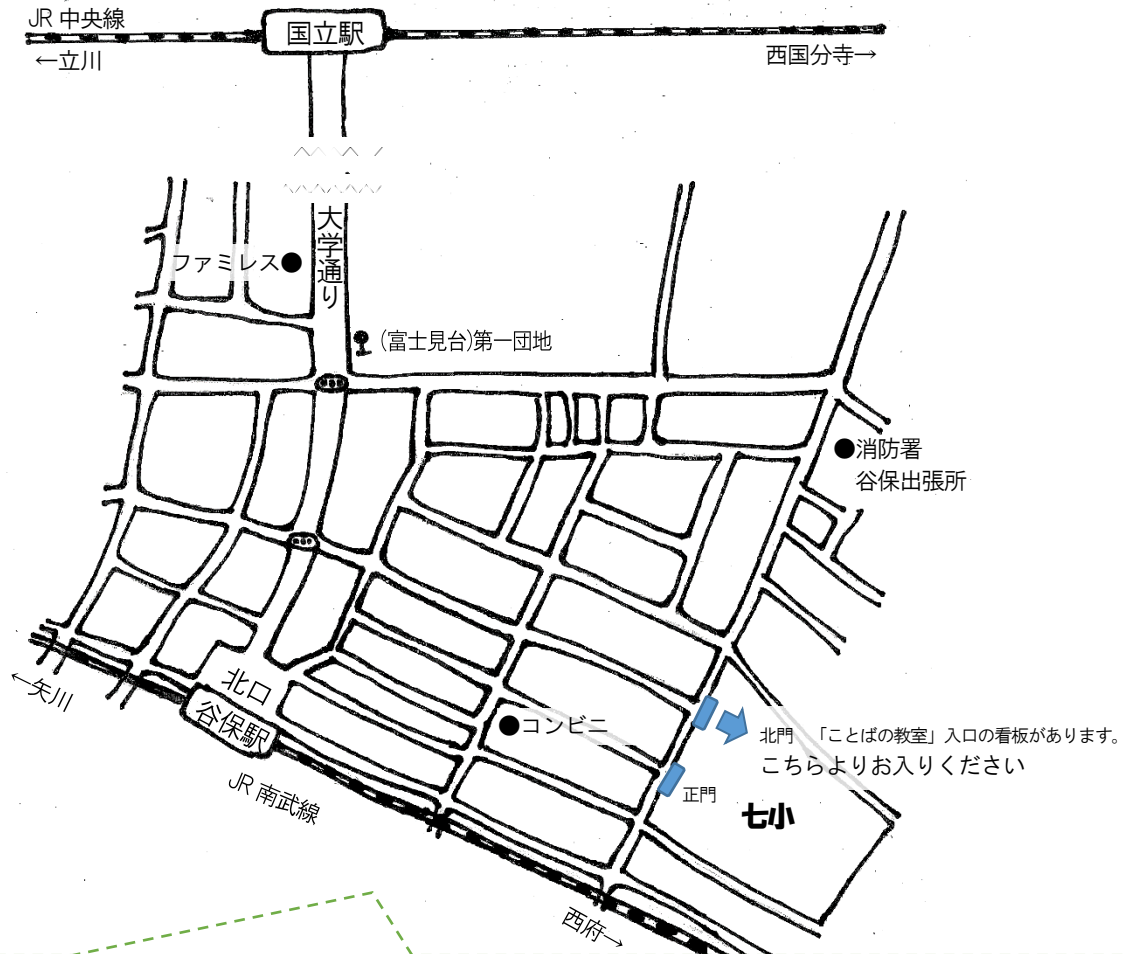 JR 中央線
国立駅
←立川
西国分寺→
大学通り
ファミレス
(富士見台)第一団地
消防署
谷保出張所
北口
←矢川
谷保駅
コンビニ
北門 「ことばの教室」入口の看板があります。
こちらよりお入りください
JR 南武線
正門
七小
西府→